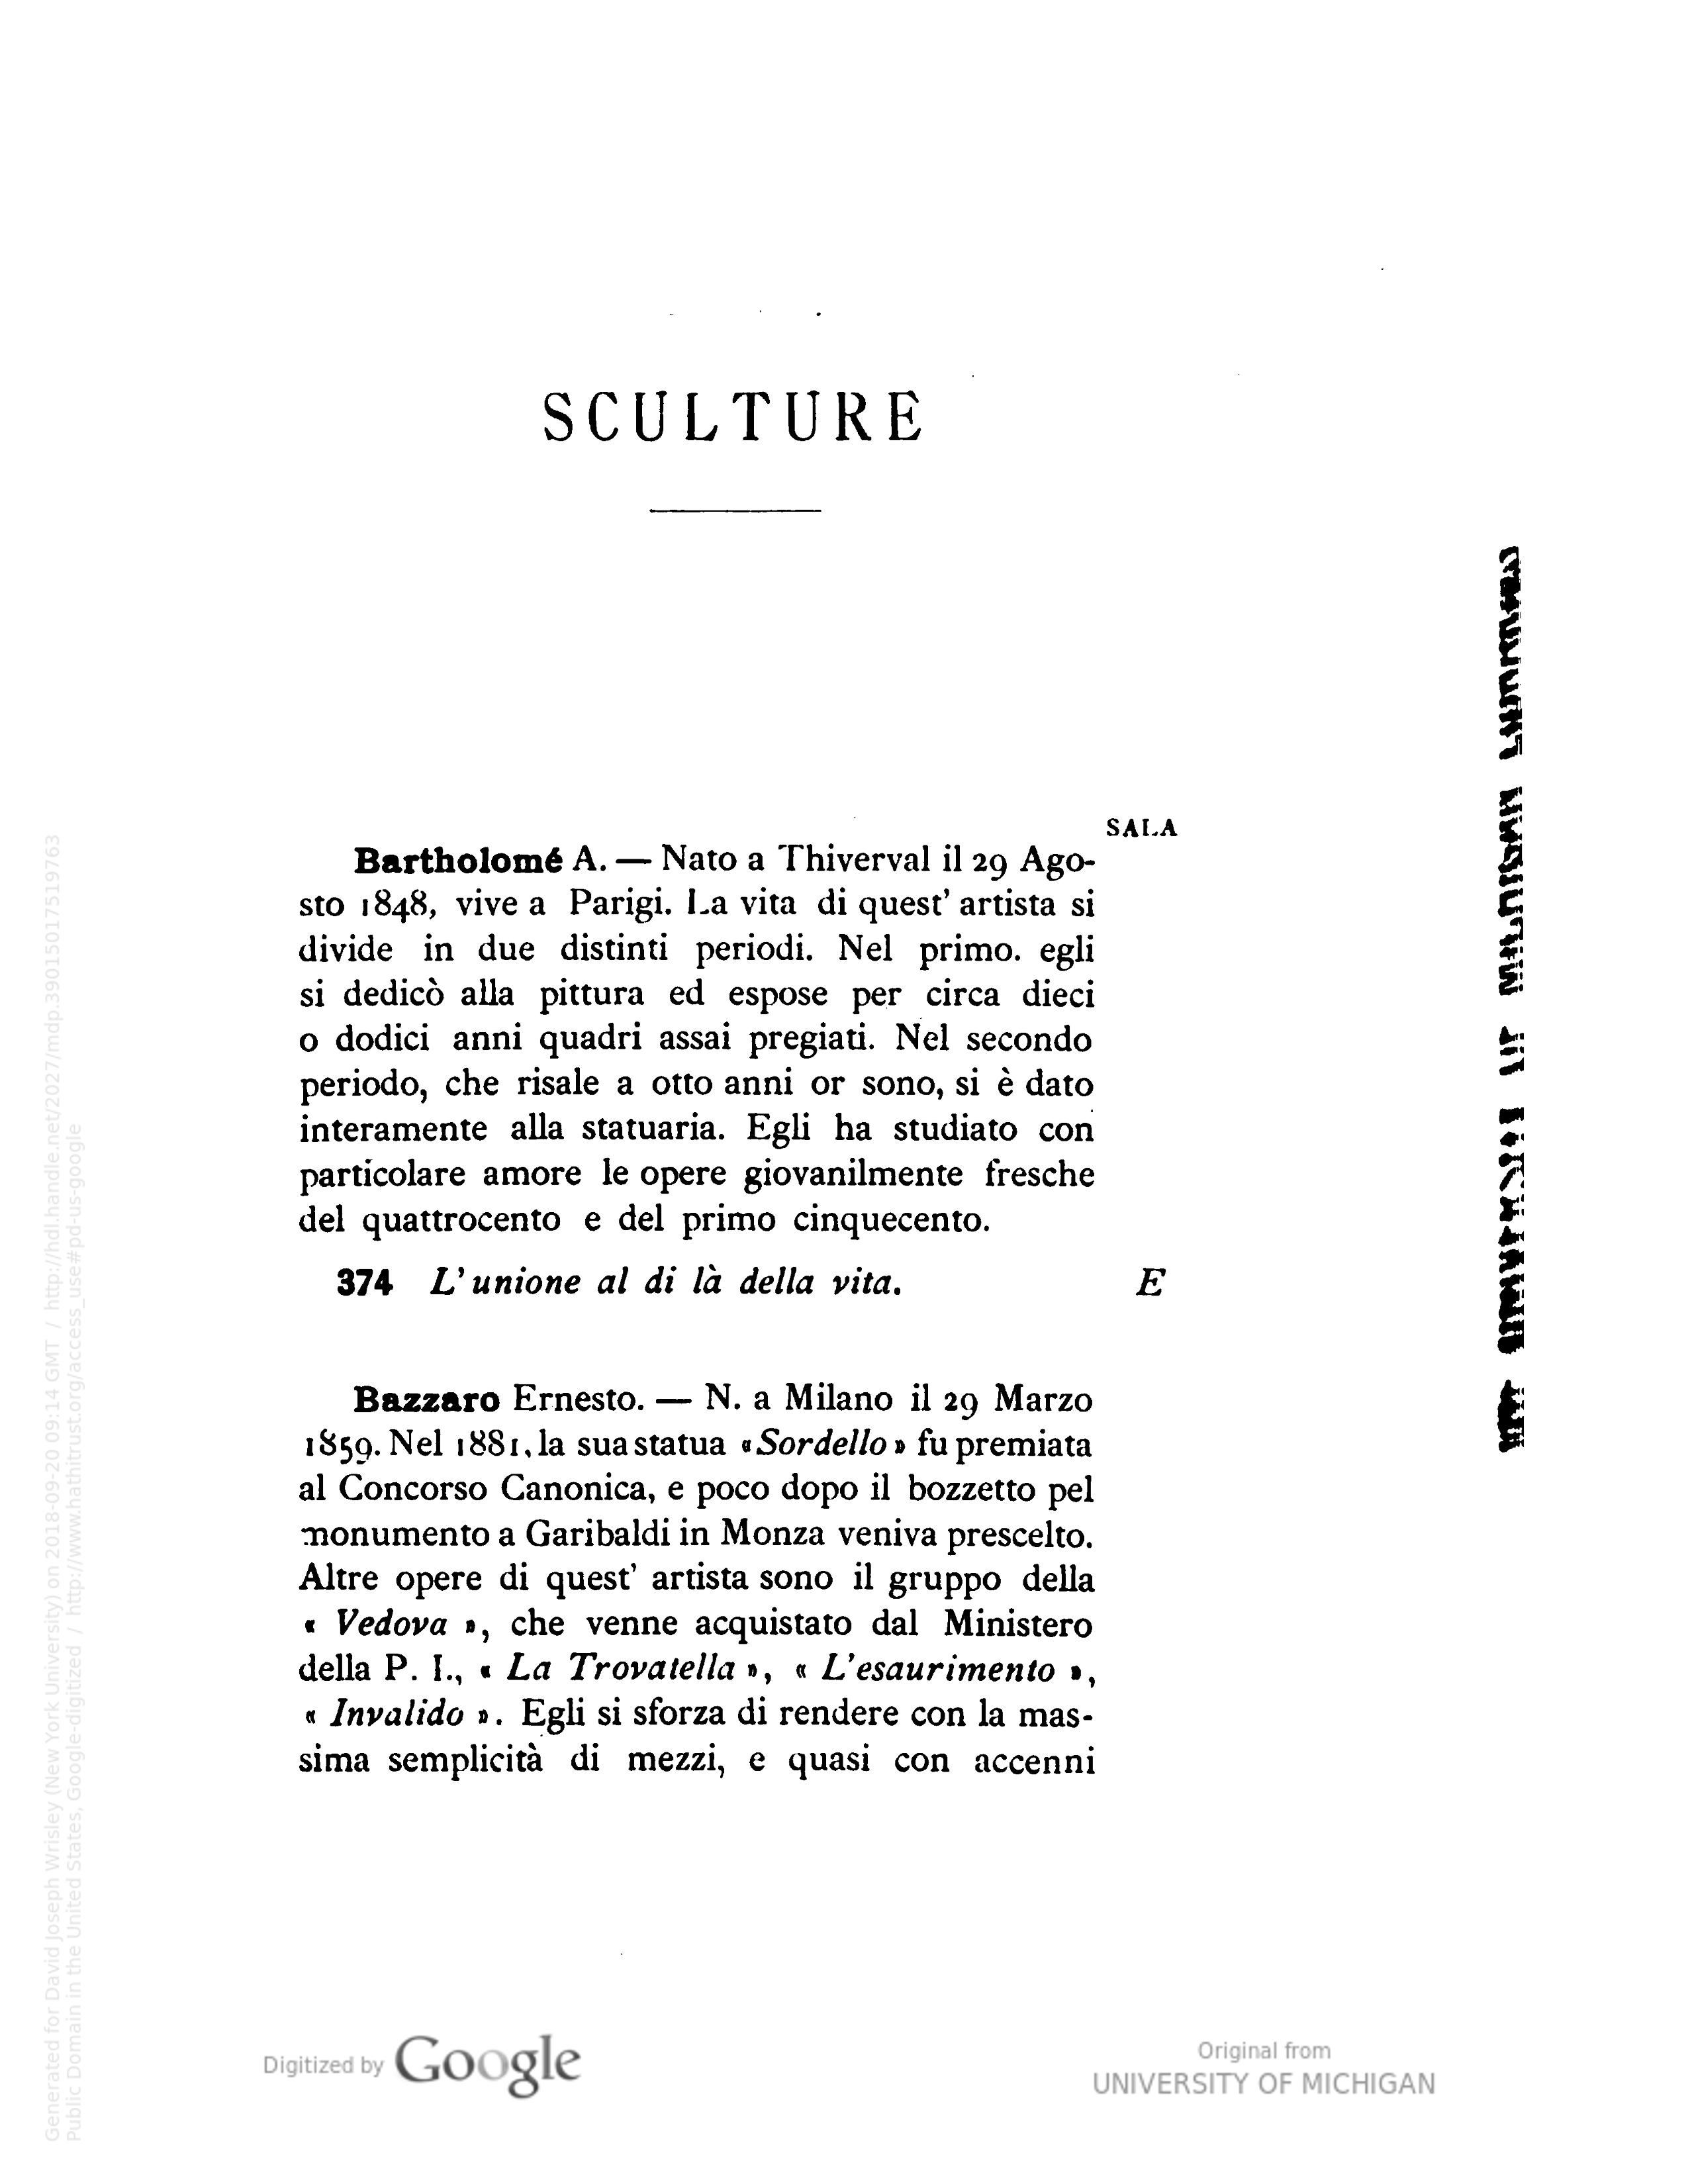 SCULTURE
SALA
Bartholomé A. — Nato a Thiverval il 29 Ago-
sto 1848, vive a Parigi. La vita di quest' artista si
divide in due distinti periodi. Nel primo. egli
si dedicò alla pittura ed espose per circa dieci
o dodici anni quadri assai pregiati. Nel secondo
periodo, che risale a otto anni or sono, si è dato
interamente alla statuaria. Egli ha studiato con
particolare amore le opere giovanilmente fresche
del quattrocento e del primo cinquecento.
374 L' unione al di là della vita. E
Bazzaro Ernesto. — N. a Milano il 29 Marzo
1859. Nel 1881, la sua statua « Sordello » fu premiata
al Concorso Canonica, e poco dopo il bozzetto pel
monumento a Garibaldi in Monza veniva prescelto.
Altre opere di quest' artista sono il gruppo della
« Vedova », che venne acquistato dal Ministero
della P. I., « La Trovatella », « L'esaurimento »,
« Invalido ». Egli si sforza di rendere con la mas-
sima semplicità di mezzi, e quasi con accenni
Generated for David Joseph Wrisley (New York University) on 2018-09-20 09:14 GMT / http://hdl.handle.net/2027/mdp.39015017519763
Public Domain in the United States, Google-digitized / http://www.hathitrust.org/access_use#pd-us-google
Digitized by Google
Original from
UNIVERSITY OF MICHIGAN